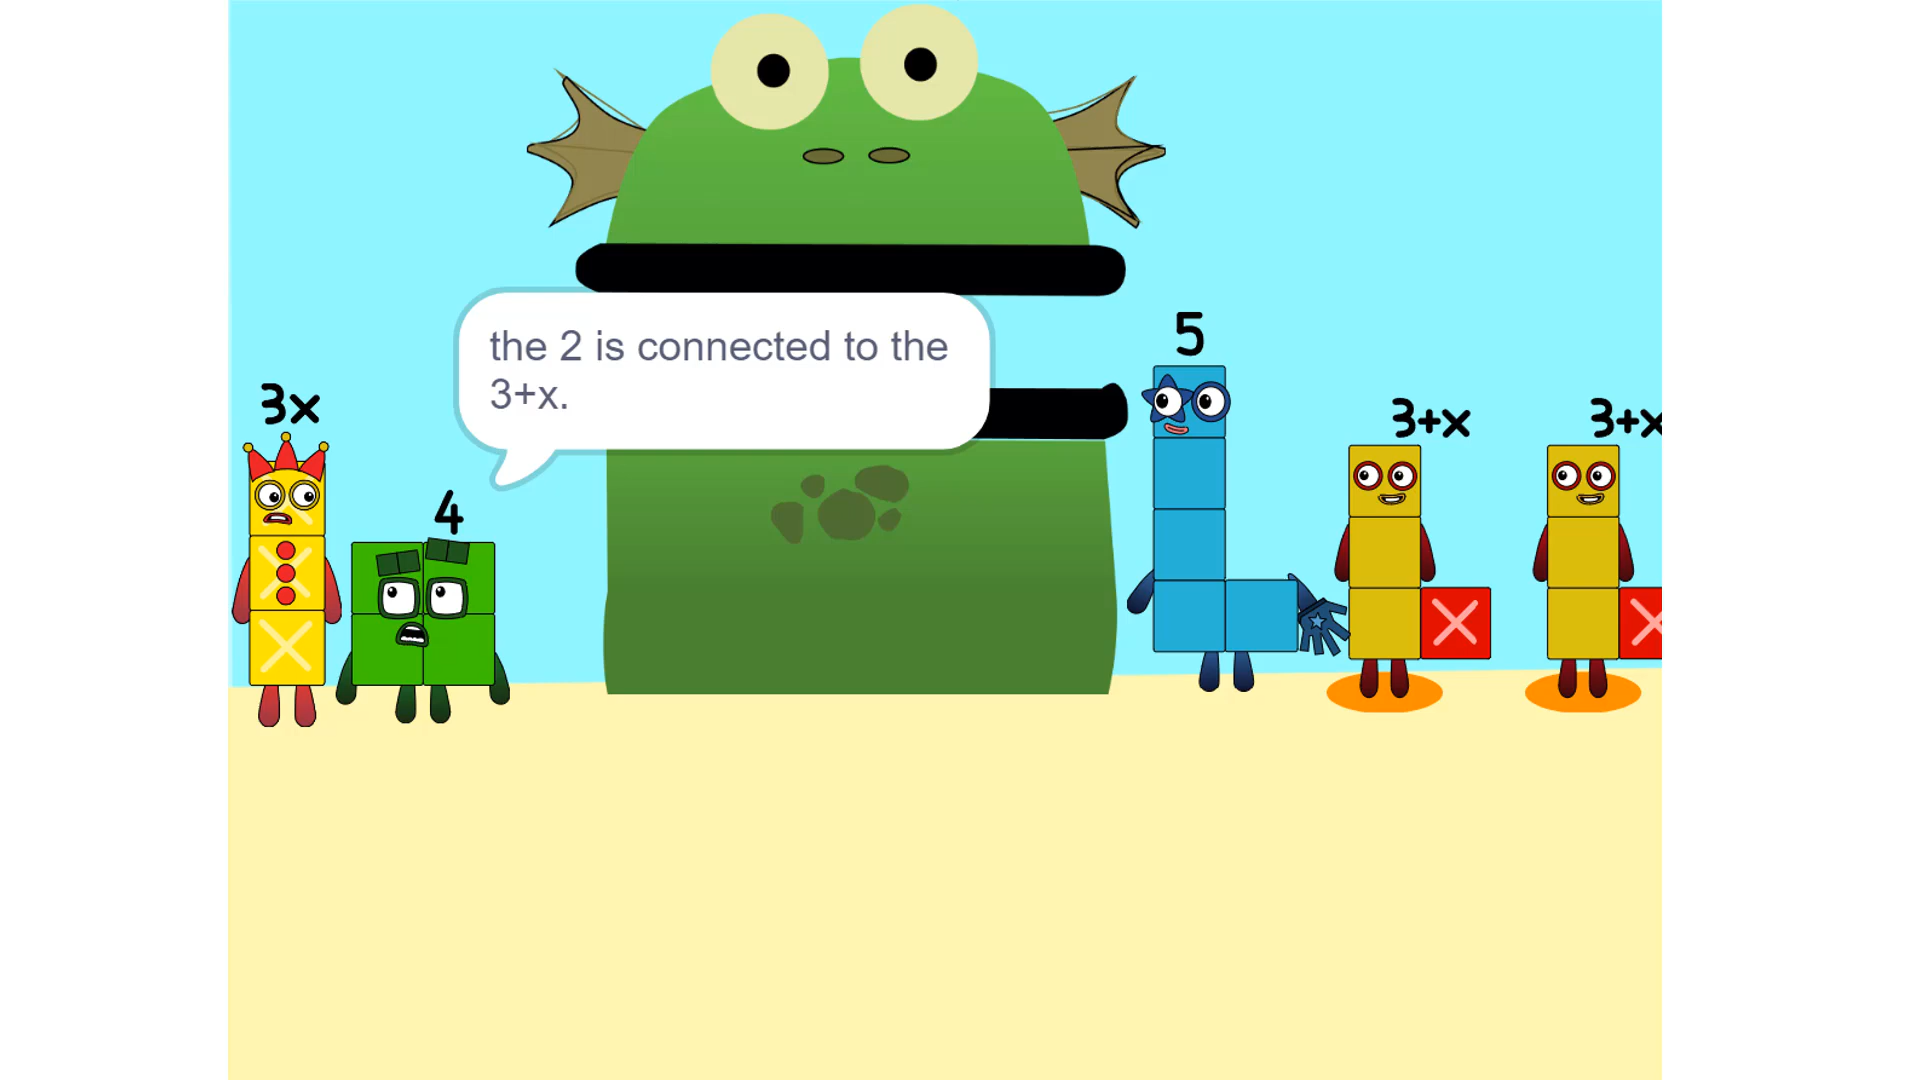 the 2 is connected to the
3+x.
5
3x
3+x
3+x
4